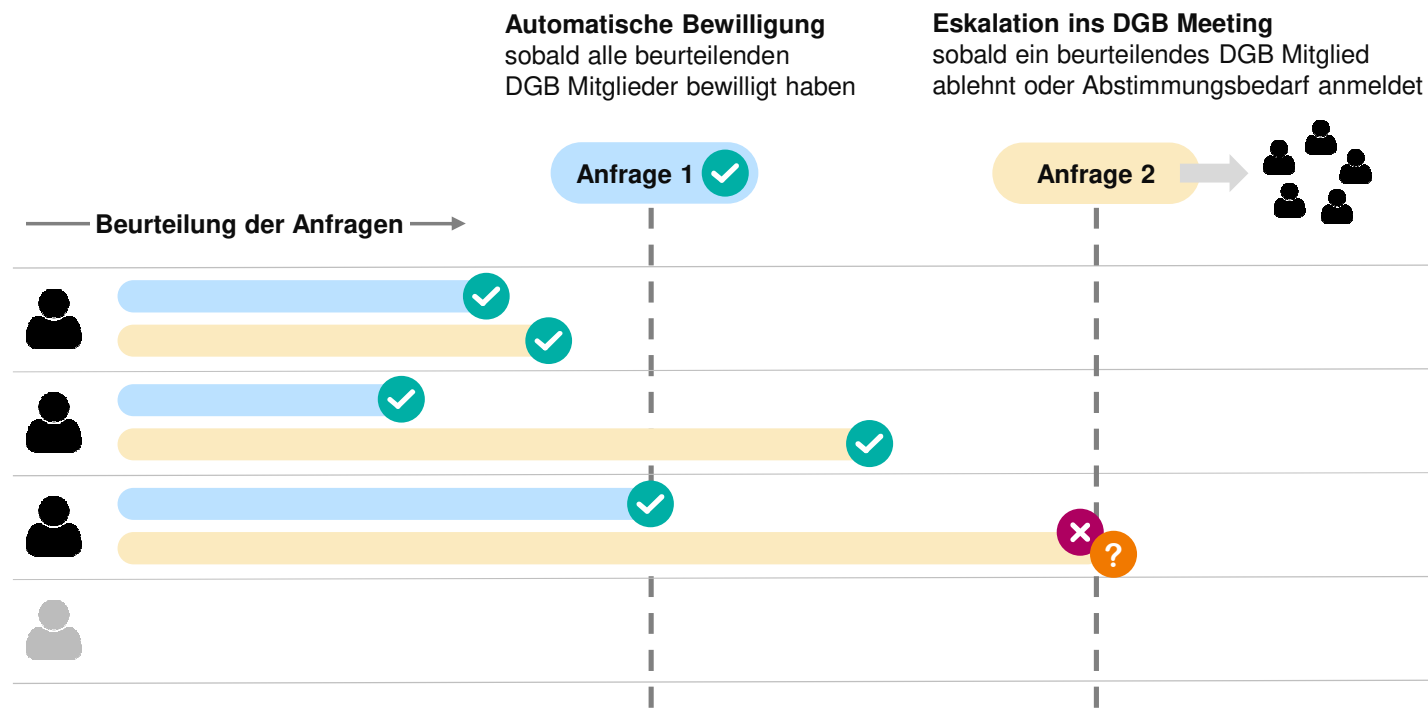 Automatische Bewilligung
sobald alle beurteilenden
DGB Mitglieder bewilligt haben
Eskalation ins DGB Meeting
sobald ein beurteilendes DGB Mitglied
ablehnt oder Abstimmungsbedarf anmeldet
Anfrage 1
Anfrage 2
Beurteilung der Anfragen
?